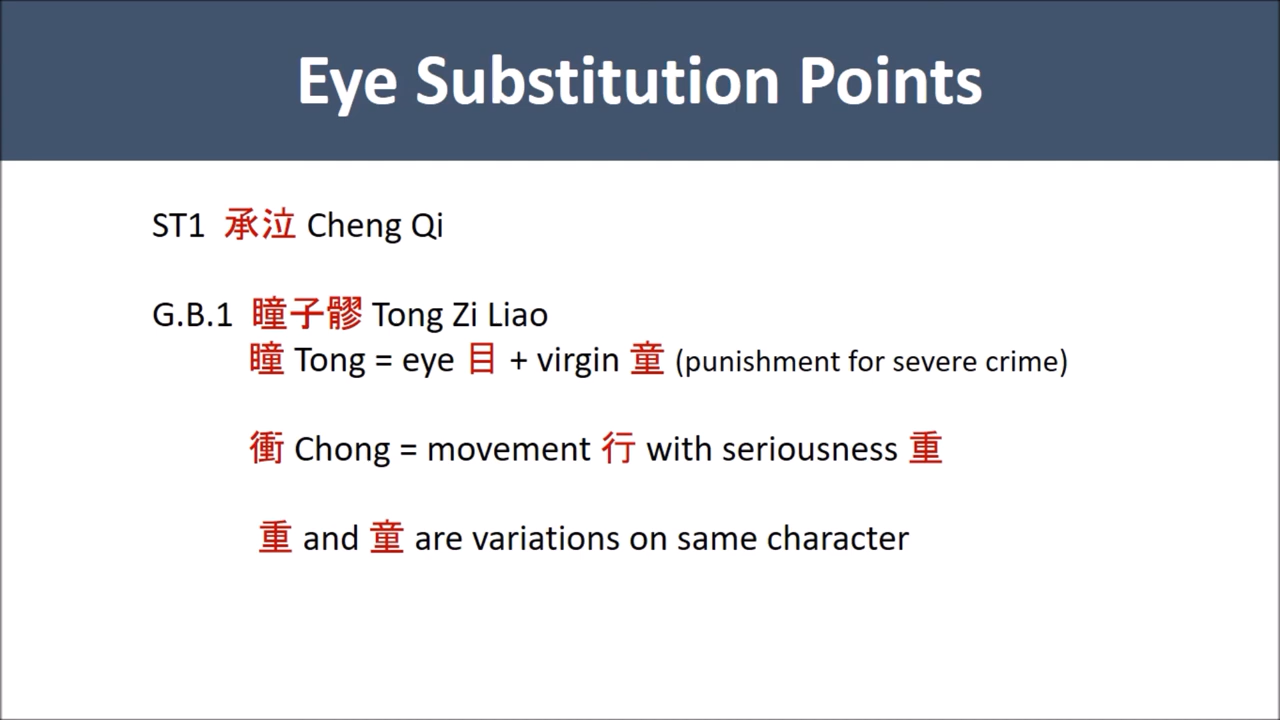 Eye Substitution Points
ST1 承泣 Cheng Qi
G.B.1 瞳子髎 Tong Zi Liao
瞳 Tong = eye 目 + virgin 童 (punishment for severe crime)
衝 Chong = movement 行 with seriousness 重
重 and 童 are variations on same character